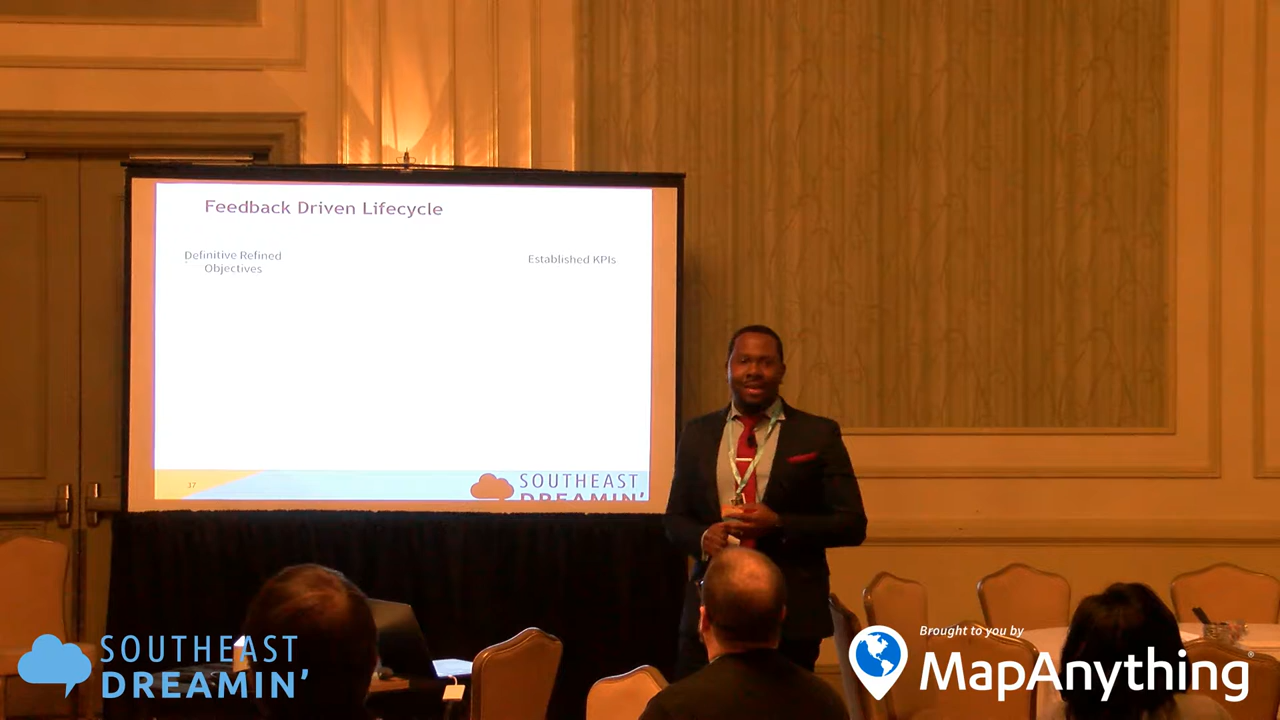 Feedback Driven Lifecycle
Definitive Refined
Objectives
Established KPIs
37
SOUTHEAST
DREAMIN'
SOUTHEAST
DREAMIN'
Brought to you by
MapAnything